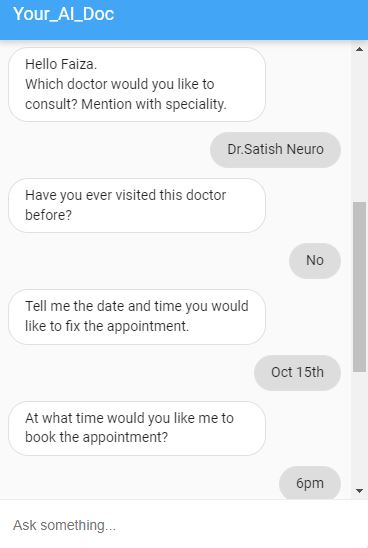 Your_AI_Doc
Hello Faiza.
Which doctor would you like to
consult? Mention with speciality.
Dr.Satish Neuro
Have you ever visited this doctor
before?
No
Tell me the date and time you would
like to fix the appointment.
Oct 15th
At what time would you like me to
book the appointment?
6pm
Ask something...